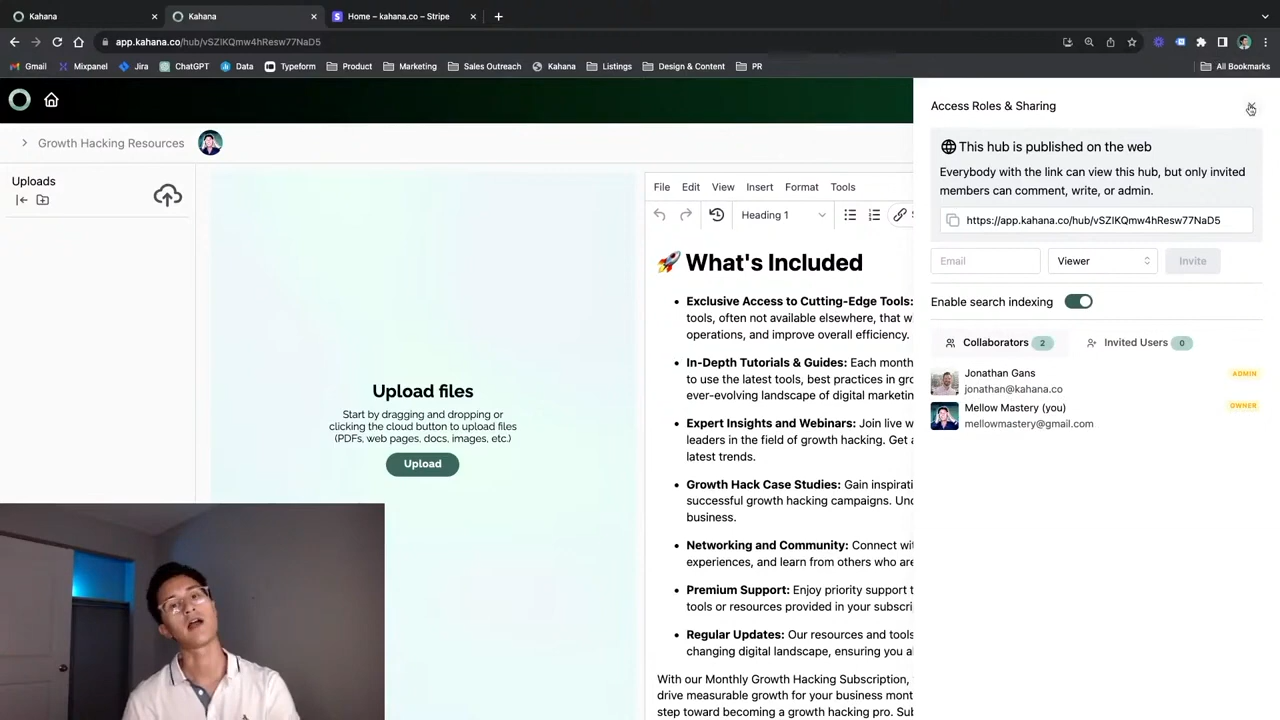 Kahana
Kahana
Home – kahana.co – Stripe
app.kahana.co/hub/vSZlKQmw4hResw77NaD5
Gmail
Mixpanel
Jira
ChatGPT
Data
Typeform
Product
Marketing
Sales Outreach
Kahana
Listings
Design & Content
PR
All Bookmarks
Growth Hacking Resources
Uploads
Upload files
Start by dragging and dropping or
clicking the cloud button to upload files
(PDFs, web pages, docs, images, etc.)
Upload
File Edit View Insert Format Tools
Heading 1
🚀 What's Included
• Exclusive Access to Cutting-Edge Tools:
tools, often not available elsewhere, that w
operations, and improve overall efficiency.
• In-Depth Tutorials & Guides: Each month
to use the latest tools, best practices in gro
ever-evolving landscape of digital marketin
• Expert Insights and Webinars: Join live w
leaders in the field of growth hacking. Get a
latest trends.
• Growth Hack Case Studies: Gain inspirati
successful growth hacking campaigns. Und
business.
• Networking and Community: Connect wit
experiences, and learn from others who are
• Premium Support: Enjoy priority support t
tools or resources provided in your subscri
• Regular Updates: Our resources and tools
changing digital landscape, ensuring you al
With our Monthly Growth Hacking Subscription,
drive measurable growth for your business mont
step toward becoming a growth hacking pro. Sub
Access Roles & Sharing
This hub is published on the web
Everybody with the link can view this hub, but only invited
members can comment, write, or admin.
https://app.kahana.co/hub/vSZlKQmw4hResw77NaD5
Email
Viewer
Invite
Enable search indexing
Collaborators 2
Invited Users 0
Jonathan Gans
ADMIN
jonathan@kahana.co
Mellow Mastery (you)
OWNER
mellowmastery@gmail.com